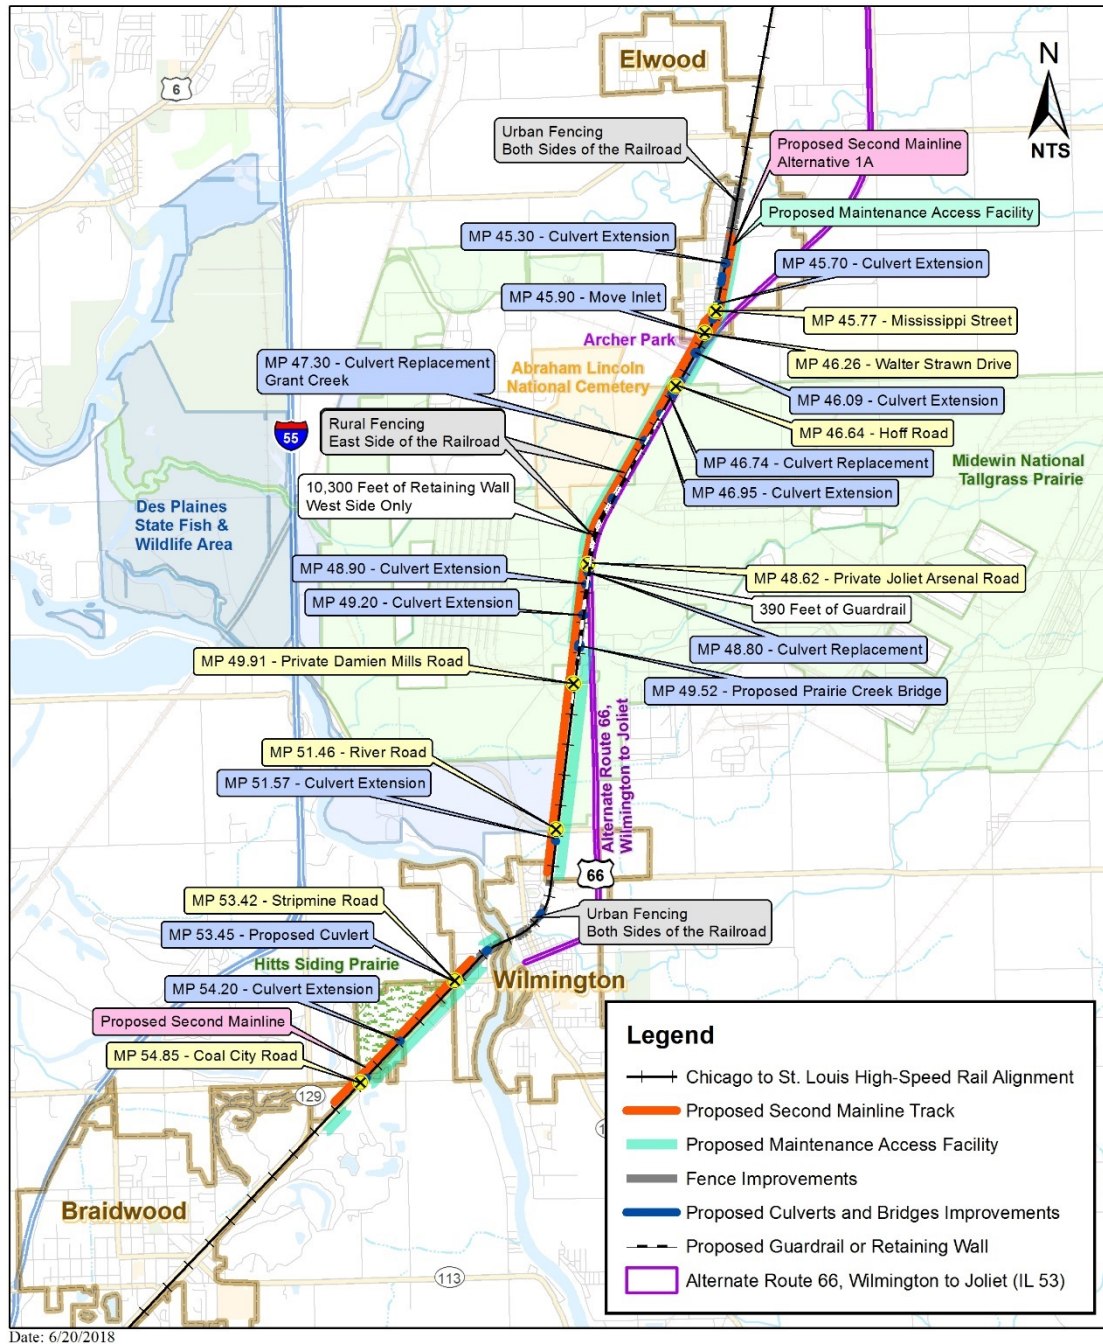 Elwood
N
NTS
6
Urban Fencing
Both Sides of the Railroad
Proposed Second Mainline
Alternative 1A
Proposed Maintenance Access Facility
MP 45.30 - Culvert Extension
MP 45.70 - Culvert Extension
MP 45.90 - Move Inlet
MP 45.77 - Mississippi Street
Archer Park
MP 46.26 - Walter Strawn Drive
MP 47.30 - Culvert Replacement
Grant Creek
Abraham Lincoln
National Cemetery
MP 46.09 - Culvert Extension
Rural Fencing
East Side of the Railroad
MP 46.64 - Hoff Road
55
MP 46.74 - Culvert Replacement
Midewin National
Tallgrass Prairie
10,300 Feet of Retaining Wall
West Side Only
MP 46.95 - Culvert Extension
Des Plaines
State Fish &
Wildlife Area
MP 48.90 - Culvert Extension
MP 48.62 - Private Joliet Arsenal Road
MP 49.20 - Culvert Extension
390 Feet of Guardrail
MP 48.80 - Culvert Replacement
MP 49.91 - Private Damien Mills Road
MP 49.52 - Proposed Prairie Creek Bridge
Alternate Route 66,
Wilmington to Joliet
MP 51.46 - River Road
MP 51.57 - Culvert Extension
66
MP 53.42 - Stripmine Road
Urban Fencing
Both Sides of the Railroad
MP 53.45 - Proposed Cuvlert
Hitts Siding Prairie
Wilmington
MP 54.20 - Culvert Extension
Proposed Second Mainline
MP 54.85 - Coal City Road
129
Braidwood
113
Legend
Chicago to St. Louis High-Speed Rail Alignment
Proposed Second Mainline Track
Proposed Maintenance Access Facility
Fence Improvements
Proposed Culverts and Bridges Improvements
Proposed Guardrail or Retaining Wall
Alternate Route 66, Wilmington to Joliet (IL 53)
Date: 6/20/2018